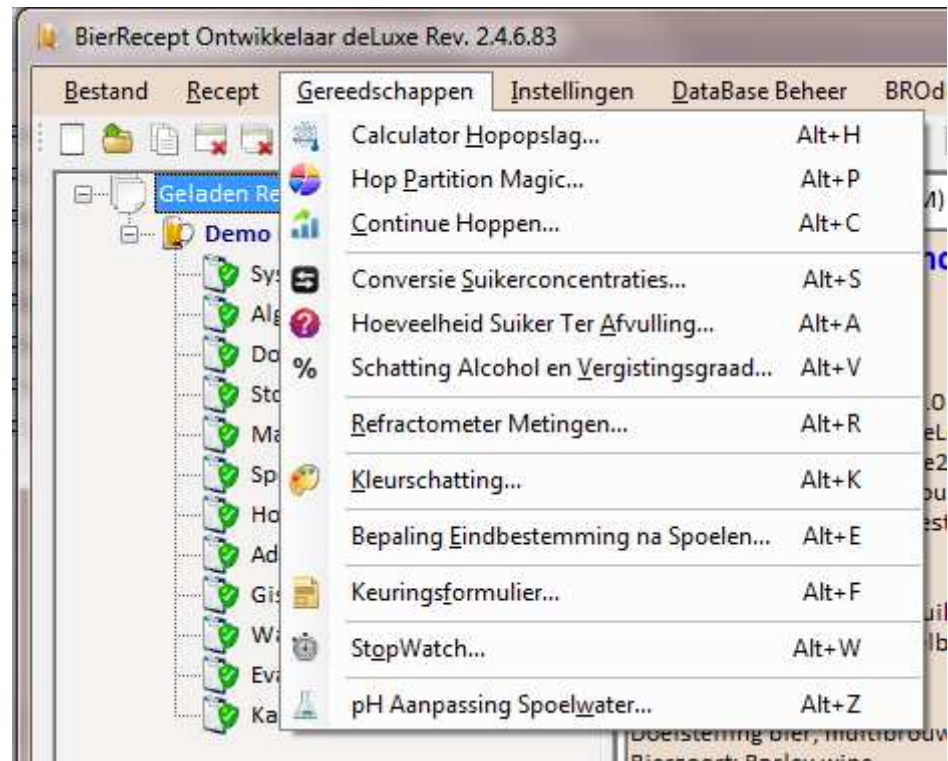 BierRecept Ontwikkelaar deLuxe Rev. 2.4.6.83
Bestand Recept Gereedschappen Instellingen DataBase Beheer
Calculator Hopopslag... Alt+H
Geladen
Hop Partition Magic... Alt+P
Demo
Continue Hoppen... Alt+C
Conversie Suikerconcentraties... Alt+S
Hoeveelheid Suiker Ter Afvulling... Alt+A
% Schatting Alcohol en Vergistingsgraad... Alt+V
Refractometer Metingen... Alt+R
Kleurschatting... Alt+K
Bepaling Eindbestemming na Spoelen... Alt+E
Keuringsformulier... Alt+F
StopWatch... Alt+W
pH Aanpassing Spoelwater... Alt+Z